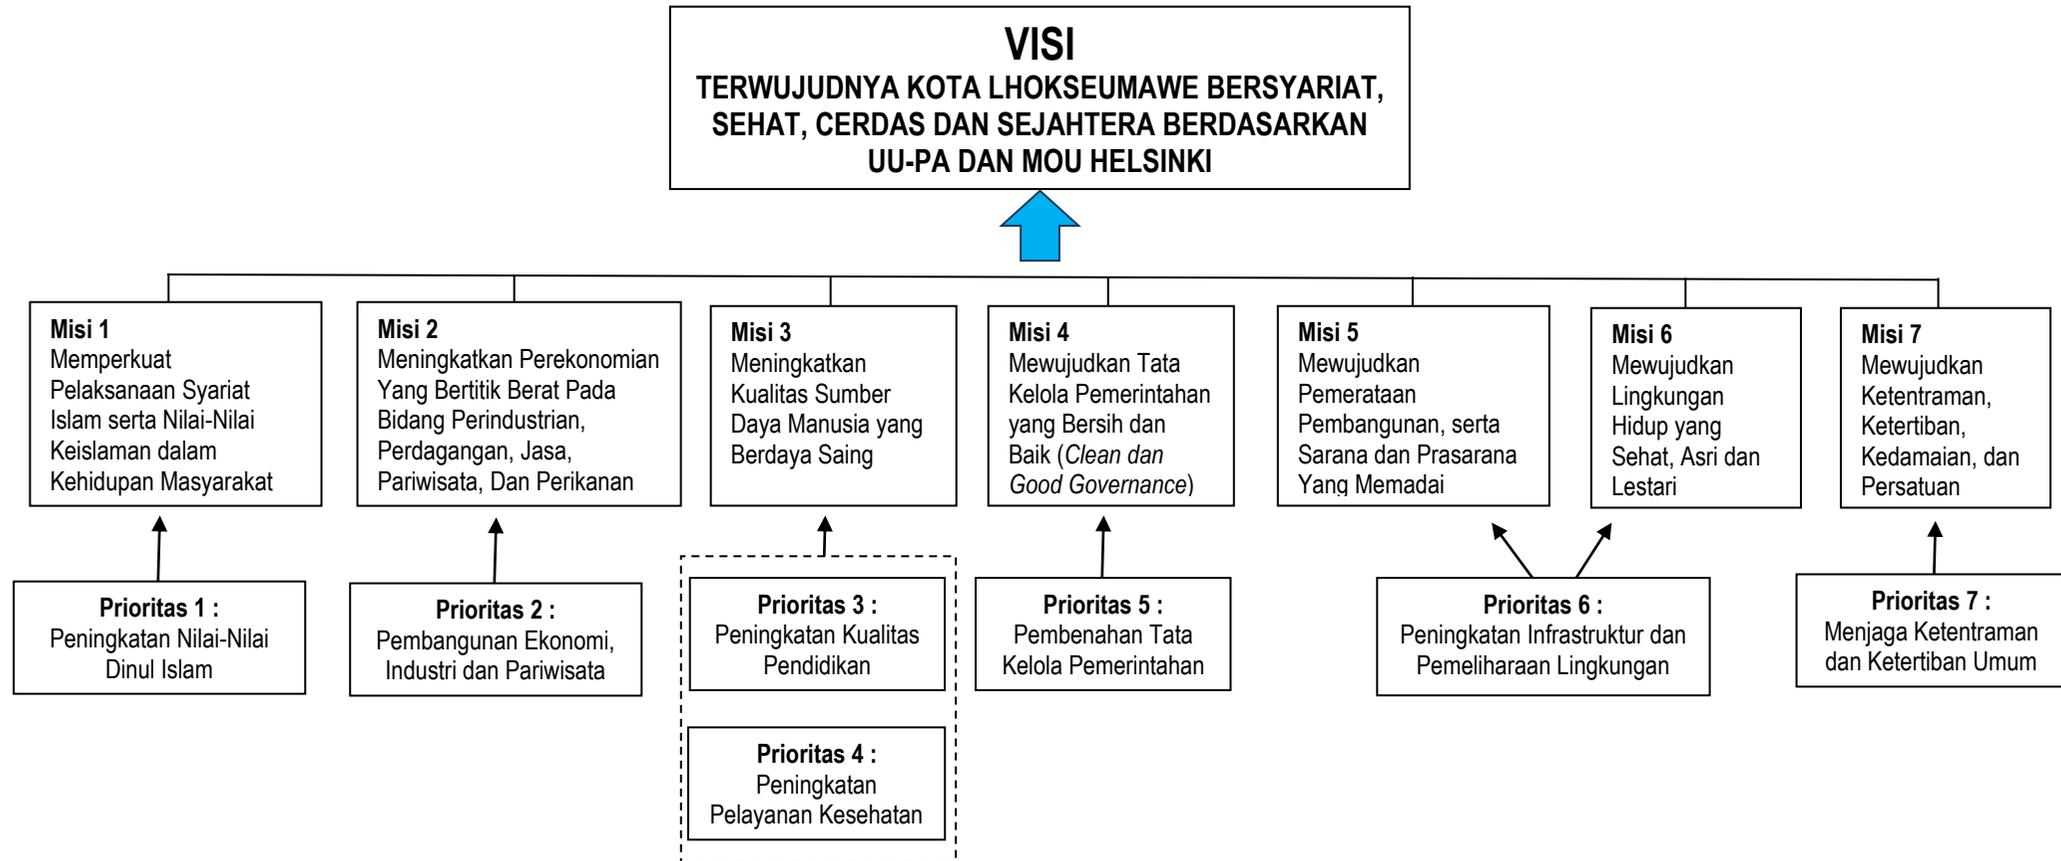 VISI
TERWUJUDNYA KOTA LHOKSEUMAWE BERSYARIAT,
SEHAT, CERDAS DAN SEJAHTERA BERDASARKAN
UU-PA DAN MOU HELSINKI
Misi 1
Memperkuat
Pelaksanaan Syariat
Islam serta Nilai-Nilai
Keislaman dalam
Kehidupan Masyarakat
Misi 2
Meningkatkan Perekonomian
Yang Bertitik Berat Pada
Bidang Perindustrian,
Perdagangan, Jasa,
Pariwisata, Dan Perikanan
Misi 3
Meningkatkan
Kualitas Sumber
Daya Manusia yang
Berdaya Saing
Misi 4
Mewujudkan Tata
Kelola Pemerintahan
yang Bersih dan
Baik (Clean dan
Good Governance)
Misi 5
Mewujudkan
Pemerataan
Pembangunan, serta
Sarana dan Prasarana
Yang Memadai
Misi 6
Mewujudkan
Lingkungan
Hidup yang
Sehat, Asri dan
Lestari
Misi 7
Mewujudkan
Ketentraman,
Ketertiban,
Kedamaian, dan
Persatuan
Prioritas 1 :
Peningkatan Nilai-Nilai
Dinul Islam
Prioritas 2 :
Pembangunan Ekonomi,
Industri dan Pariwisata
Prioritas 3 :
Peningkatan Kualitas
Pendidikan
Prioritas 4 :
Peningkatan
Pelayanan Kesehatan
Prioritas 5 :
Pembenahan Tata
Kelola Pemerintahan
Prioritas 6 :
Peningkatan Infrastruktur dan
Pemeliharaan Lingkungan
Prioritas 7 :
Menjaga Ketentraman
dan Ketertiban Umum